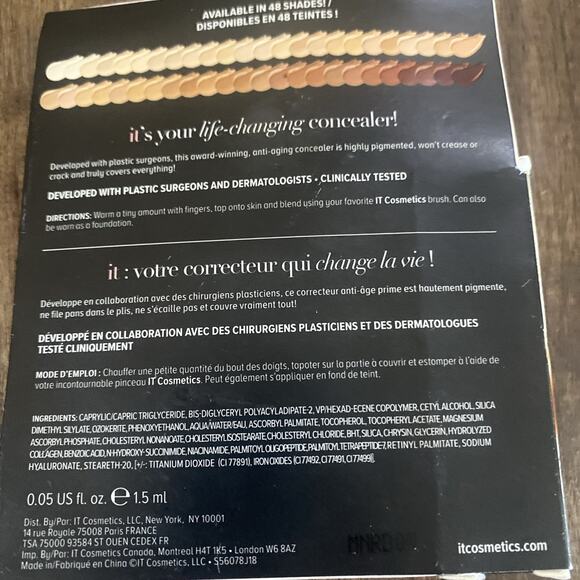 AVAILABLE IN 48 SHADES! /
DISPONIBLES EN 48 TEINTES !
it's your life-changing concealer!
Developed with plastic surgeons, this award-winning, anti-aging concealer is highly pigmented, won't crease or
crack and truly covers everything!
DEVELOPED WITH PLASTIC SURGEONS AND DERMATOLOGISTS • CLINICALLY TESTED
DIRECTIONS: Warm a tiny amount with fingers, tap onto skin and blend using your favorite IT Cosmetics brush. Can also
be warn as a foundation.
it : votre correcteur qui change la vie !
Développe en collaboration avec des chirurgiens plasticiens, ce correcteur anti-âge prime est hautement pigmente,
ne file pans dans le plis, ne s'écaille pas et couvre vraiment tout!
DÉVELOPPÉ EN COLLABORATION AVEC DES CHIRURGIENS PLASTICIENS ET DES DERMATOLOGUES
TESTÉ CLINIQUEMENT
MODE D'EMPLOI : Chauffer une petite quantité du bout des doigts, tapoter sur la partie à couvrir et estomper à l'aide de
votre incontournable pinceau IT Cosmetics. Peut également s'appliquer en fond de teint.
INGREDIENTS: CAPRYLIC/CAPRIC TRIGLYCERIDE, BIS-DIGLYCERYL POLYACYLADIPATE-2, VP/HEXAD-ECENE COPOLYMER, CETYL ALCOHOL, SILICA
DIMETHYL SILYLATE, OZOKERITE, PHENOXYETHANOL, AQUA/WATER/EAU, ASCORBYL PALMITATE, TOCOPHEROL, TOCOPHERYL ACETATE, MAGNESIUM
ASCORBYL PHOSPHATE, CHOLESTERYL NONANOATE, CHOLESTERYL ISOSTEARATE, CHOLESTERYL CHLORIDE, BHT, SILICA, CHRYSIN, GLYCERIN, HYDROLYZED
COLLAGEN, BENZOIC ACID, N-HYDROXY-SUCCINIMIDE, NIACINAMIDE, PALMITOYL OLIGOPEPTIDE, PALMITOYL TETRAPEPTIDE-7, RETINYL PALMITATE, SODIUM
HYALURONATE, STEARETH-20, [+/-: TITANIUM DIOXIDE (CI 77891), IRON OXIDES (CI 77492, CI 77491, CI 77499)].
0.05 US fl. oz. ℮ 1.5 ml
Dist. By/Par: IT Cosmetics, LLC, New York, NY 10001
14 rue Royale 75008 Paris FRANCE
TSA 75000 93584 ST OUEN CEDEX FR
Imp. By/Par: IT Cosmetics Canada, Montreal H4T 1K5 • London W6 8AZ
Made in/Fabriqué en China ©IT Cosmetics, LLC • S56078J18
itcosmetics.com